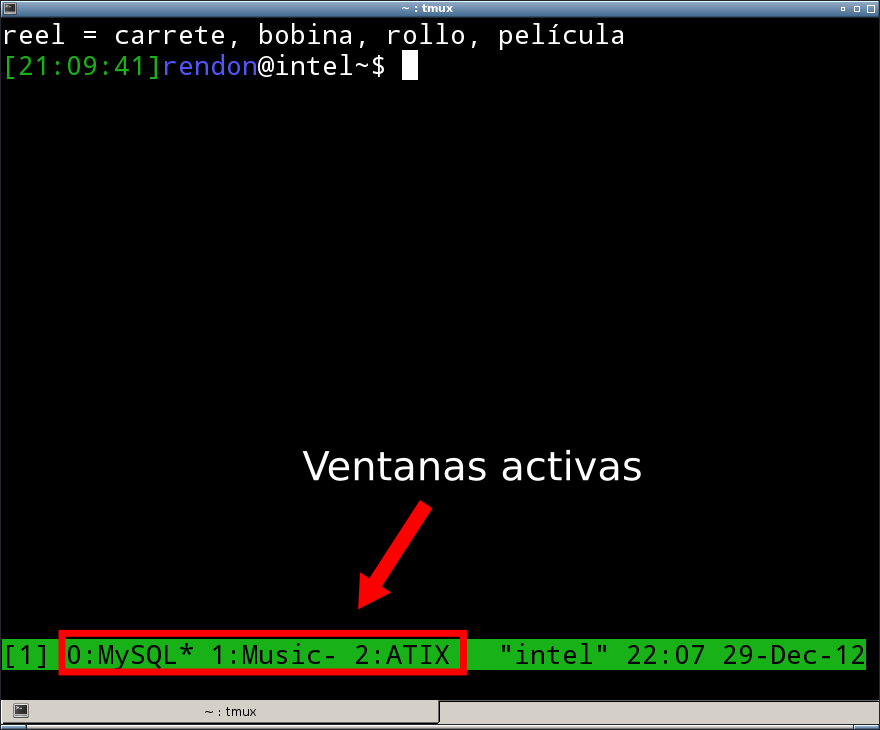 ~ : tmux
reel = carrete, bobina, rollo, película
[21:09:41]rendon@intel~$
Ventanas activas
[1] 0:MySQL* 1:Music- 2:ATIX "intel" 22:07 29-Dec-12
~ : tmux